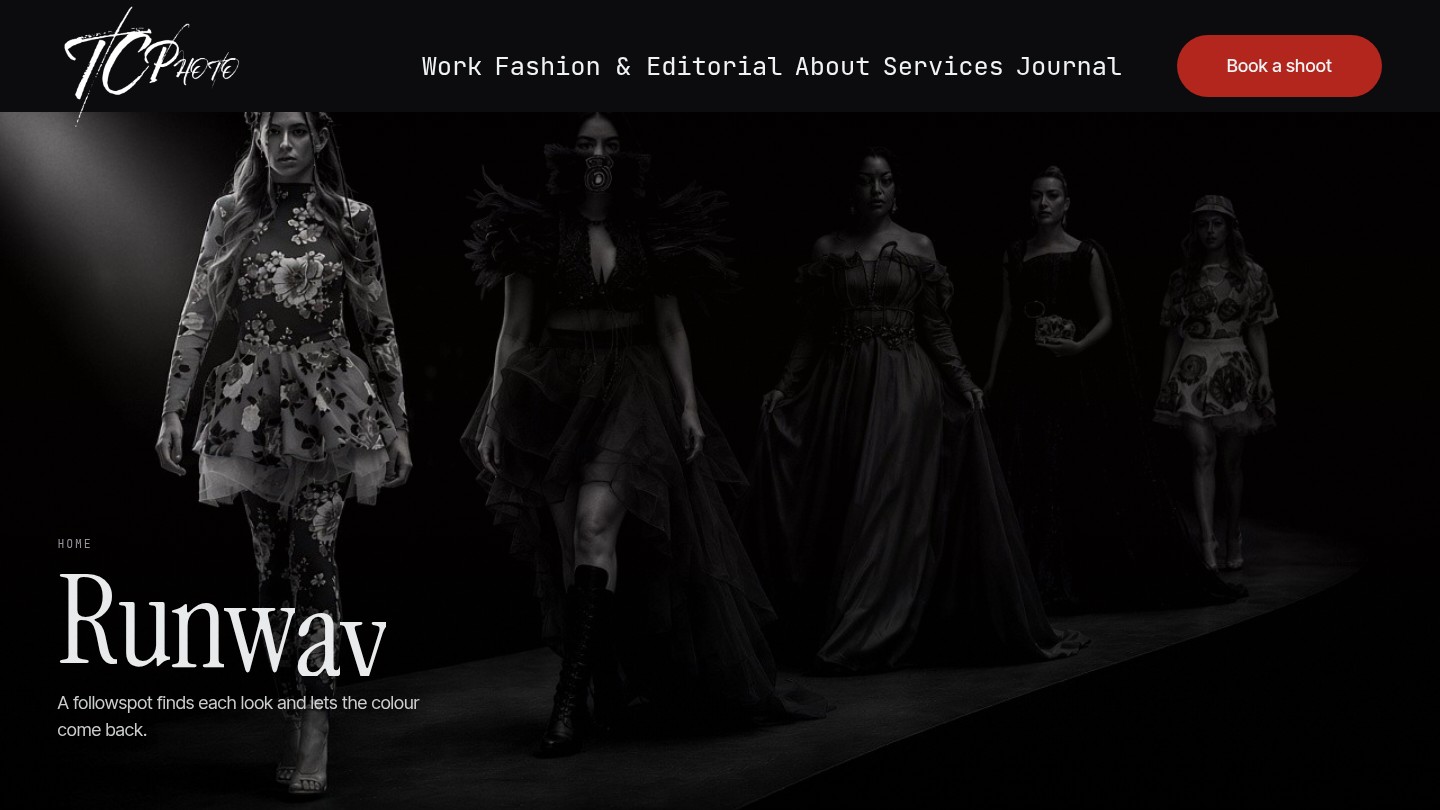 TCPHOTO
Work Fashion & Editorial About Services Journal
Book a shoot
HOME
Runway
A followspot finds each look and lets the colour
come back.